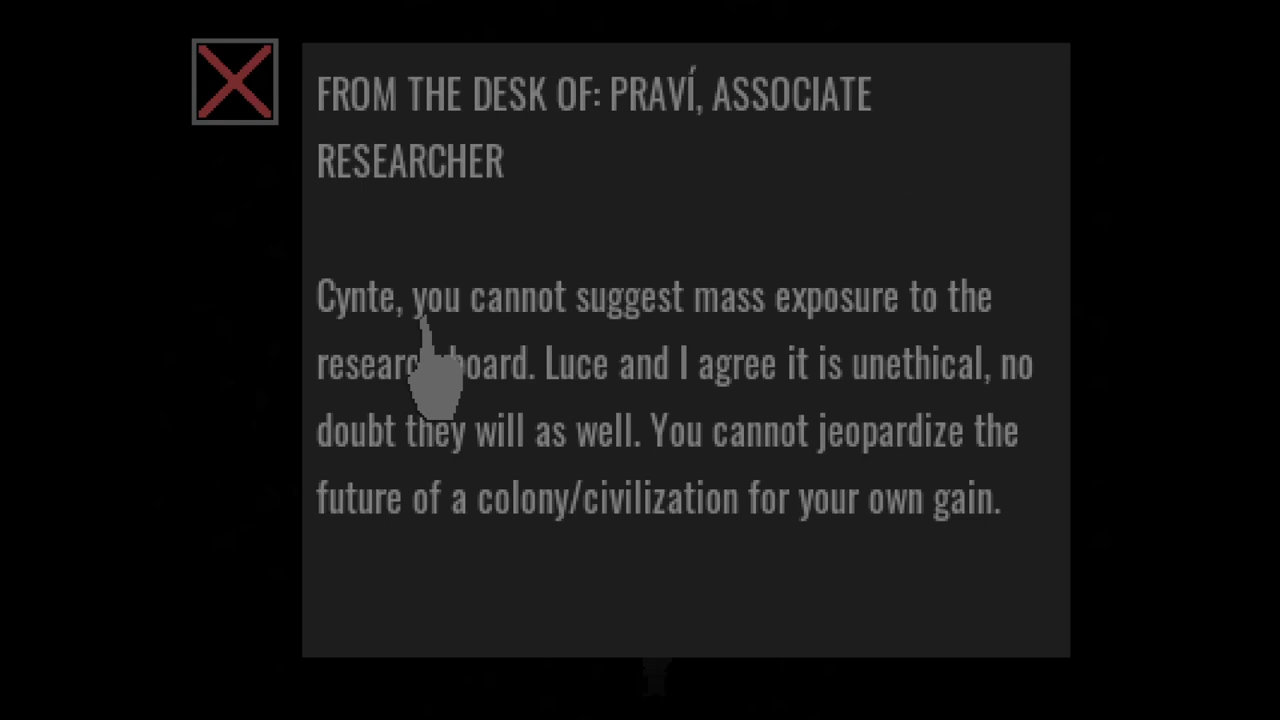 FROM THE DESK OF: PRAVÍ, ASSOCIATE
RESEARCHER
Cynte, you cannot suggest mass exposure to the
research board. Luce and I agree it is unethical, no
doubt they will as well. You cannot jeopardize the
future of a colony/civilization for your own gain.